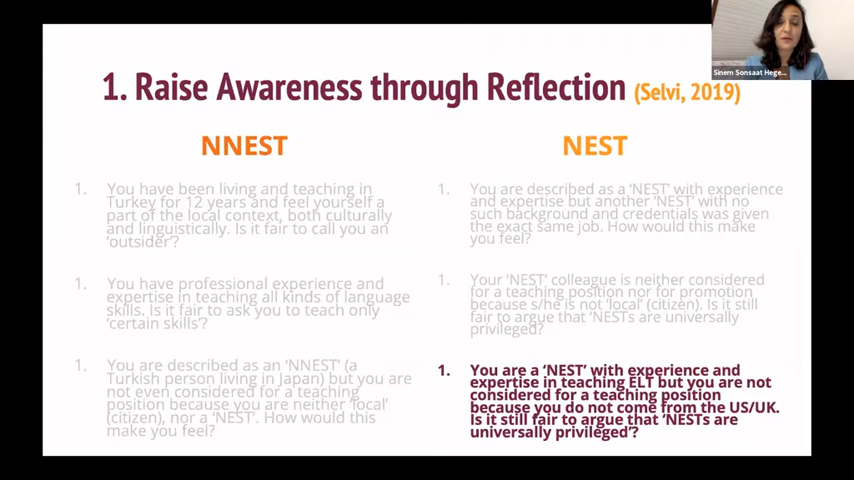 1. Raise Awareness through Reflection (Selvi, 2019)
NNEST
1. You have been living and teaching in
Turkey for 12 years and feel yourself a
part of the local context, both culturally
and linguistically. Is it fair to call you an
‘outsider’?
1. You have professional experience and
expertise in teaching all kinds of language
skills. Is it fair to ask you to teach only
‘certain skills’?
1. You are described as an ‘NNEST’ (a
Turkish person living in Japan) but you are
not even considered for a teaching
position because you are neither ‘local’
(citizen), nor a ‘NEST’. How would this
make you feel?
NEST
1. You are described as a ‘NEST’ with experience
and expertise but another ‘NEST’ with no
such background and credentials was given
the exact same job. How would this make
you feel?
1. Your ‘NEST’ colleague is neither considered
for a teaching position nor for promotion
because s/he is not ‘local’ (citizen). Is it still
fair to argue that ‘NESTs are universally
privileged’?
1. You are a ‘NEST’ with experience and
expertise in teaching ELT but you are not
considered for a teaching position
because you do not come from the US/UK.
Is it still fair to argue that ‘NESTs are
universally privileged’?
Sinem Sonsaat Hege...